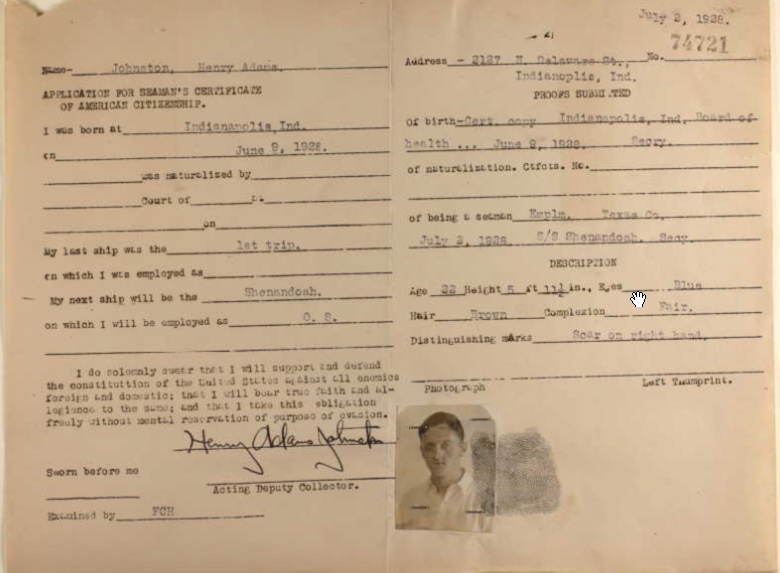 July 2, 1928.
No. 74721
Name- Johnston, Henry Adams.
APPLICATION FOR SEAMAN'S CERTIFICATE
OF AMERICAN CITIZENSHIP.
I was born at Indianapolis, Ind.
on June 9, 1928.
was naturalized by
Court of at
on
My last ship was the 1st trip.
on which I was employed as
My next ship will be the Shenandoah.
on which I will be employed as O. S.
I do solemnly swear that I will support and defend
the constitution of the United States against all enemies
foreign and domestic; that I will bear true faith and al-
legiance to the same; and that I take this obligation
freely without mental reservation of purpose of evasion.
Henry Adams Johnston
Sworn before me
Acting Deputy Collector.
Examined by FCH
Address - 2137 N. Delaware St.,
Indianoplis, Ind.
PROOFS SUBMITTED
Of birth-Cert. copy Indianapolis, Ind. Board of
health ... June 9, 1928. Secry.
of naturalization. Ctfcts. No.
of being a seaman Emplm. Texas Co.
July 2, 1928 S/S Shenandoah. Secy.
DESCRIPTION
Age 22 Height 5 ft 11½ in., Eyes Blue
Hair Brown Complexion Fair.
Distinguishing marks Scar on right hand.
Photograph Left Thumprint.